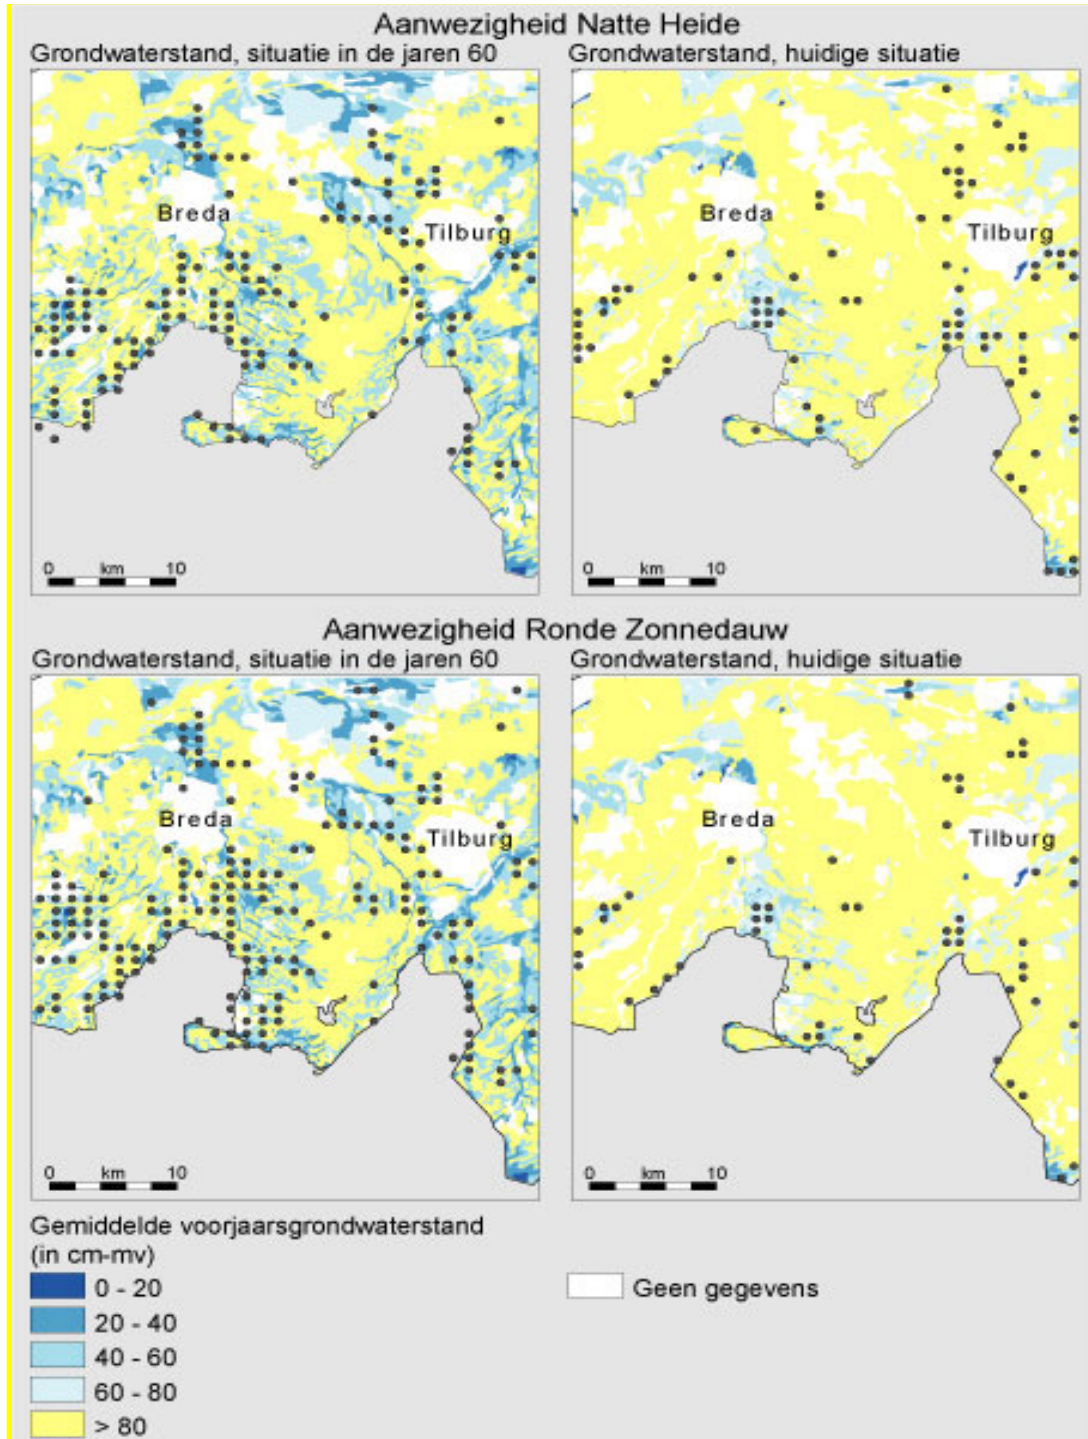 Aanwezigheid Natte Heide
Grondwaterstand, situatie in de jaren 60
Grondwaterstand, huidige situatie
Breda
Tilburg
0 km 10
Breda
Tilburg
0 km 10
Aanwezigheid Ronde Zonnedauw
Grondwaterstand, situatie in de jaren 60
Grondwaterstand, huidige situatie
Breda
Tilburg
0 km 10
Breda
Tilburg
0 km 10
Gemiddelde voorjaarsgrondwaterstand
(in cm-mv)
0 - 20
20 - 40
40 - 60
60 - 80
> 80
Geen gegevens